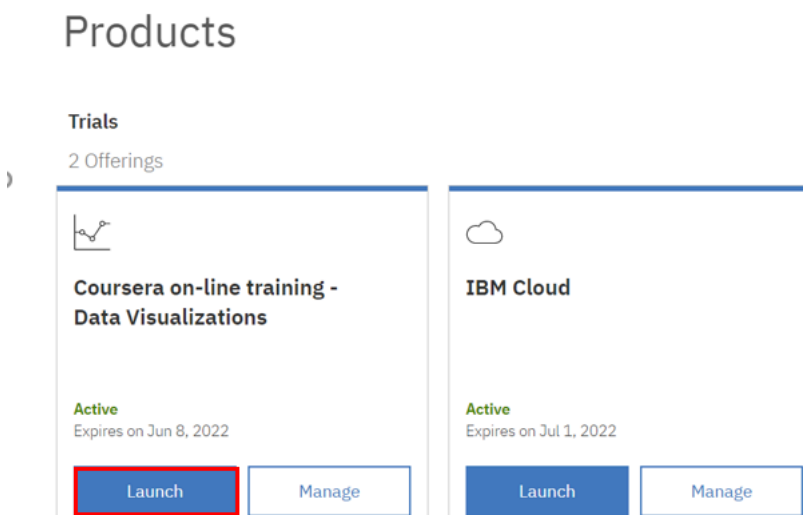 Products
Trials
2 Offerings
Coursera on-line training -
Data Visualizations
Active
Expires on Jun 8, 2022
Launch
Manage
IBM Cloud
Active
Expires on Jul 1, 2022
Launch
Manage